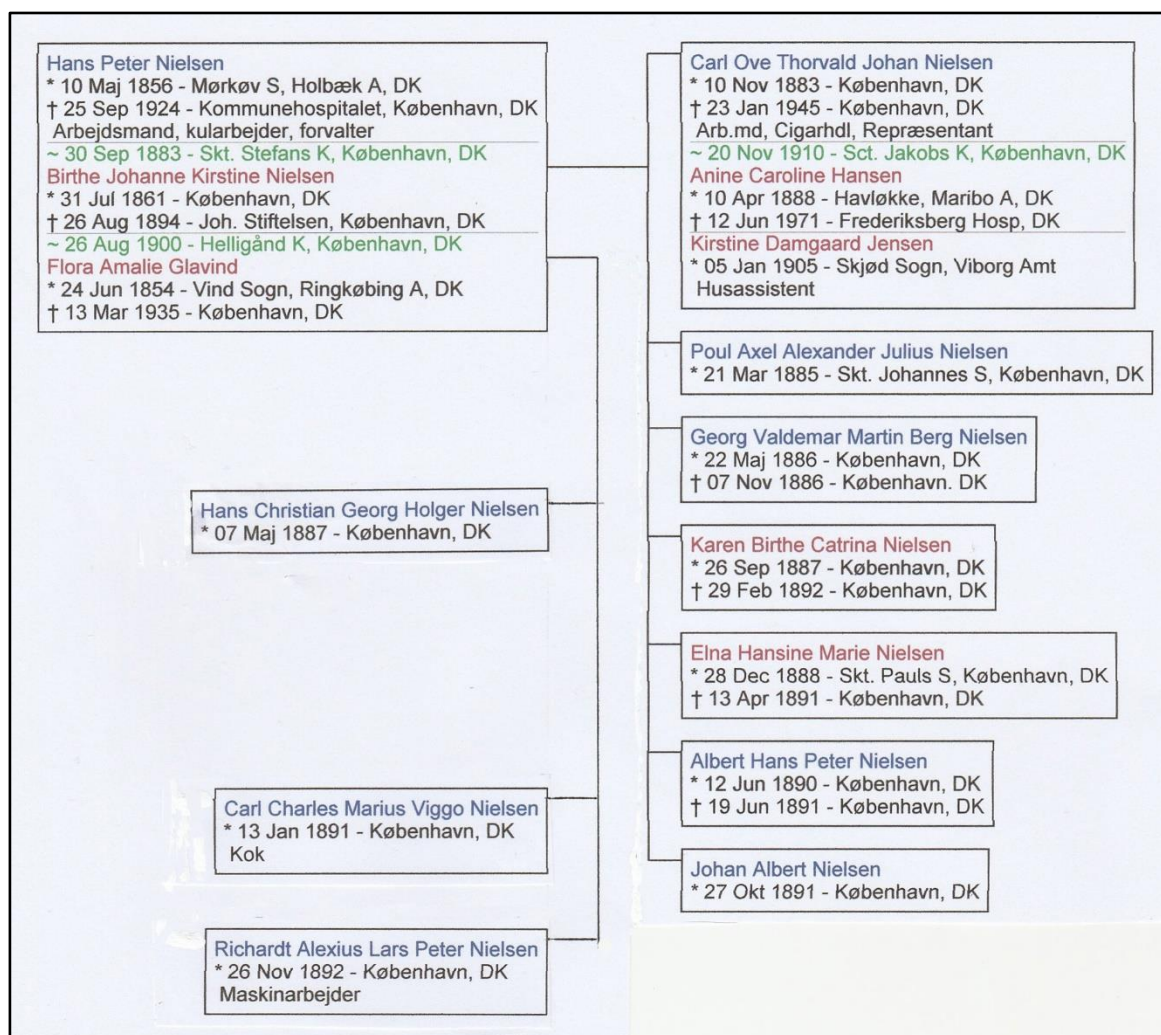 Hans Peter Nielsen
* 10 Maj 1856 - Mørkøv S, Holbæk A, DK
† 25 Sep 1924 - Kommunehospitalet, København, DK
Arbejdsmand, kularbejder, forvalter
~ 30 Sep 1883 - Skt. Stefans K, København, DK
Birthe Johanne Kirstine Nielsen
* 31 Jul 1861 - København, DK
† 26 Aug 1894 - Joh. Stiftelsen, København, DK
~ 26 Aug 1900 - Helligånd K, København, DK
Flora Amalie Glavind
* 24 Jun 1854 - Vind Sogn, Ringkøbing A, DK
† 13 Mar 1935 - København, DK
Hans Christian Georg Holger Nielsen
* 07 Maj 1887 - København, DK
Carl Charles Marius Viggo Nielsen
* 13 Jan 1891 - København, DK
Kok
Richardt Alexius Lars Peter Nielsen
* 26 Nov 1892 - København, DK
Maskinarbejder
Carl Ove Thorvald Johan Nielsen
* 10 Nov 1883 - København, DK
† 23 Jan 1945 - København, DK
Arb.md, Cigarhdl, Repræsentant
~ 20 Nov 1910 - Sct. Jakobs K, København, DK
Anine Caroline Hansen
* 10 Apr 1888 - Havløkke, Maribo A, DK
† 12 Jun 1971 - Frederiksberg Hosp, DK
Kirstine Damgaard Jensen
* 05 Jan 1905 - Skjød Sogn, Viborg Amt
Husassistent
Poul Axel Alexander Julius Nielsen
* 21 Mar 1885 - Skt. Johannes S, København, DK
Georg Valdemar Martin Berg Nielsen
* 22 Maj 1886 - København, DK
† 07 Nov 1886 - København. DK
Karen Birthe Catrina Nielsen
* 26 Sep 1887 - København, DK
† 29 Feb 1892 - København, DK
Elna Hansine Marie Nielsen
* 28 Dec 1888 - Skt. Pauls S, København, DK
† 13 Apr 1891 - København, DK
Albert Hans Peter Nielsen
* 12 Jun 1890 - København, DK
† 19 Jun 1891 - København, DK
Johan Albert Nielsen
* 27 Okt 1891 - København, DK